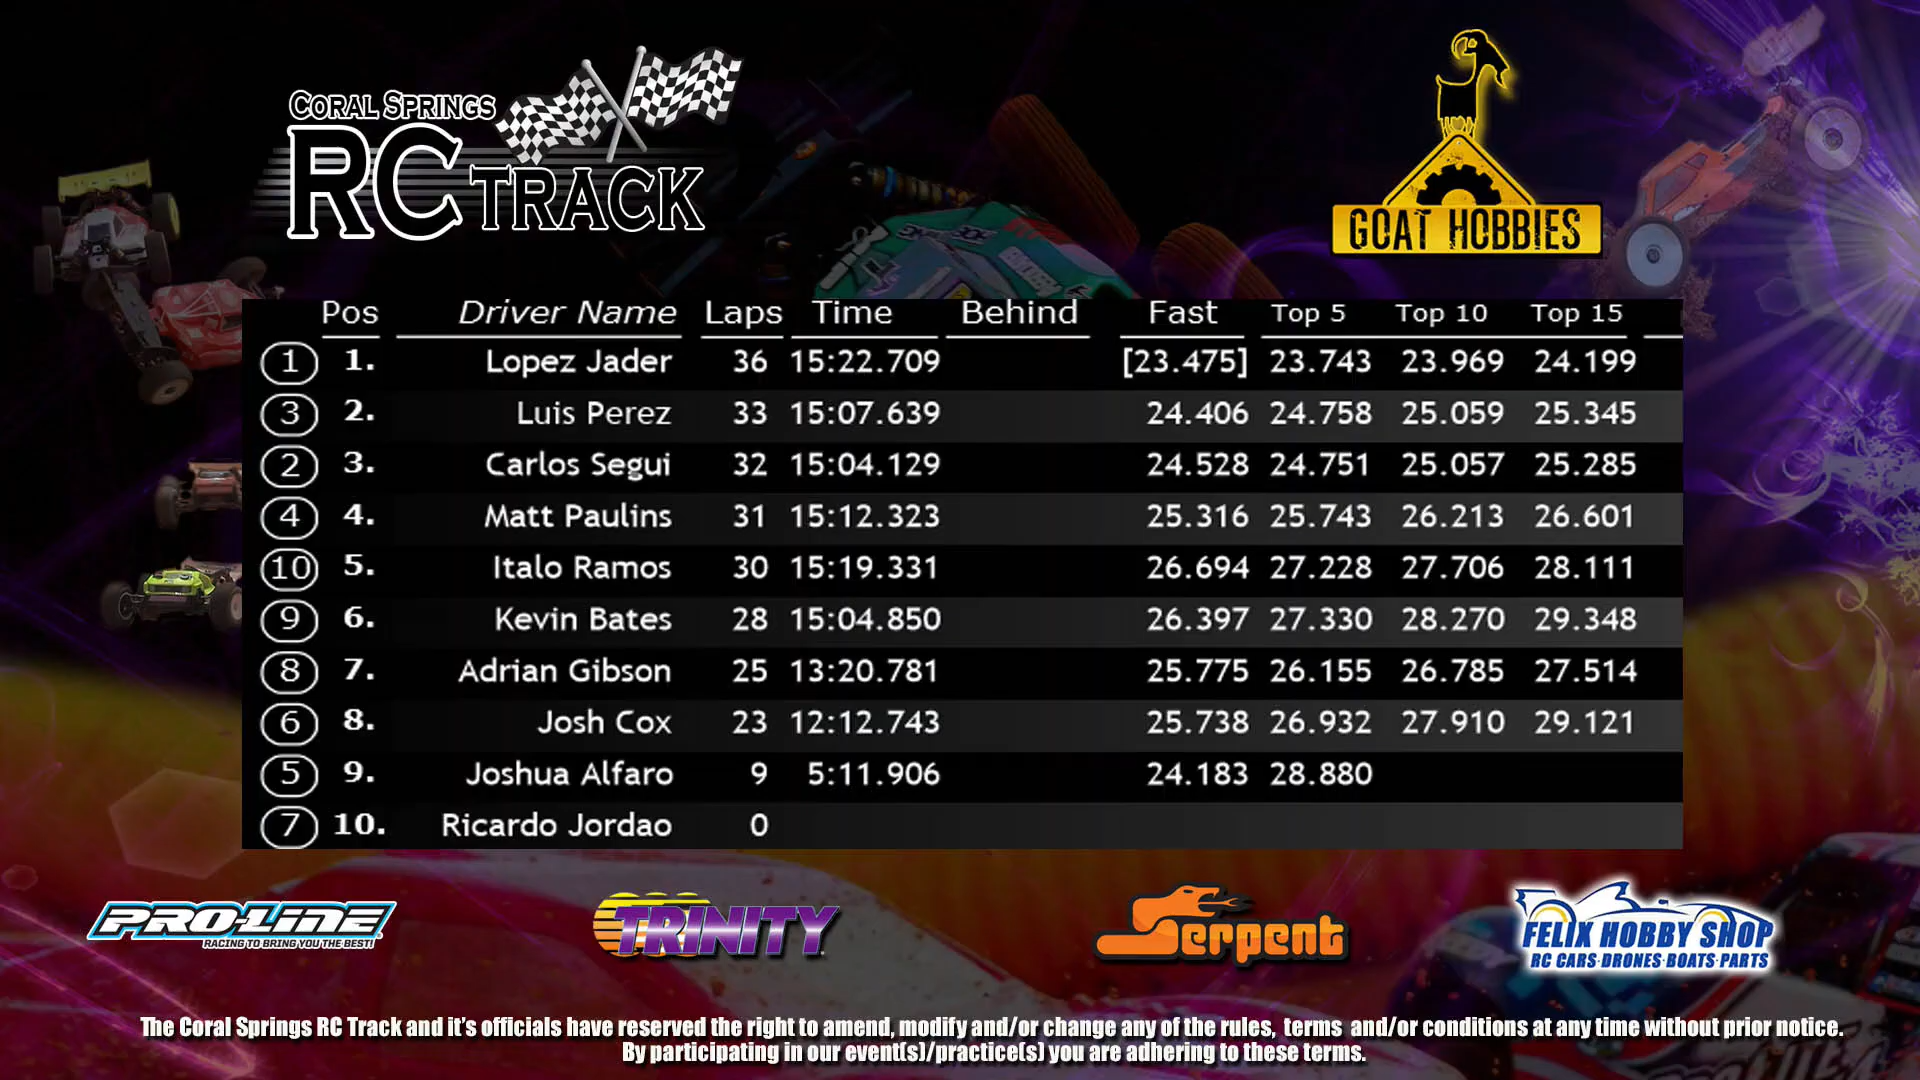 CORAL SPRINGS
RC TRACK
GOAT HOBBIES
Pos Driver Name Laps Time Behind Fast Top 5 Top 10 Top 15
1 1. Lopez Jader 36 15:22.709 [23.475] 23.743 23.969 24.199
3 2. Luis Perez 33 15:07.639 24.406 24.758 25.059 25.345
2 3. Carlos Segui 32 15:04.129 24.528 24.751 25.057 25.285
4 4. Matt Paulins 31 15:12.323 25.316 25.743 26.213 26.601
10 5. Italo Ramos 30 15:19.331 26.694 27.228 27.706 28.111
9 6. Kevin Bates 28 15:04.850 26.397 27.330 28.270 29.348
8 7. Adrian Gibson 25 13:20.781 25.775 26.155 26.785 27.514
6 8. Josh Cox 23 12:12.743 25.738 26.932 27.910 29.121
5 9. Joshua Alfaro 9 5:11.906 24.183 28.880
7 10. Ricardo Jordao 0
PRO-LINE
RACING TO BRING YOU THE BEST!
TRINITY
Serpent
FELIX HOBBY SHOP
RC CARS·DRONES·BOATS·PARTS
The Coral Springs RC Track and it's officials have reserved the right to amend, modify and/or change any of the rules, terms and/or conditions at any time without prior notice.
By participating in our event(s)/practice(s) you are adhering to these terms.